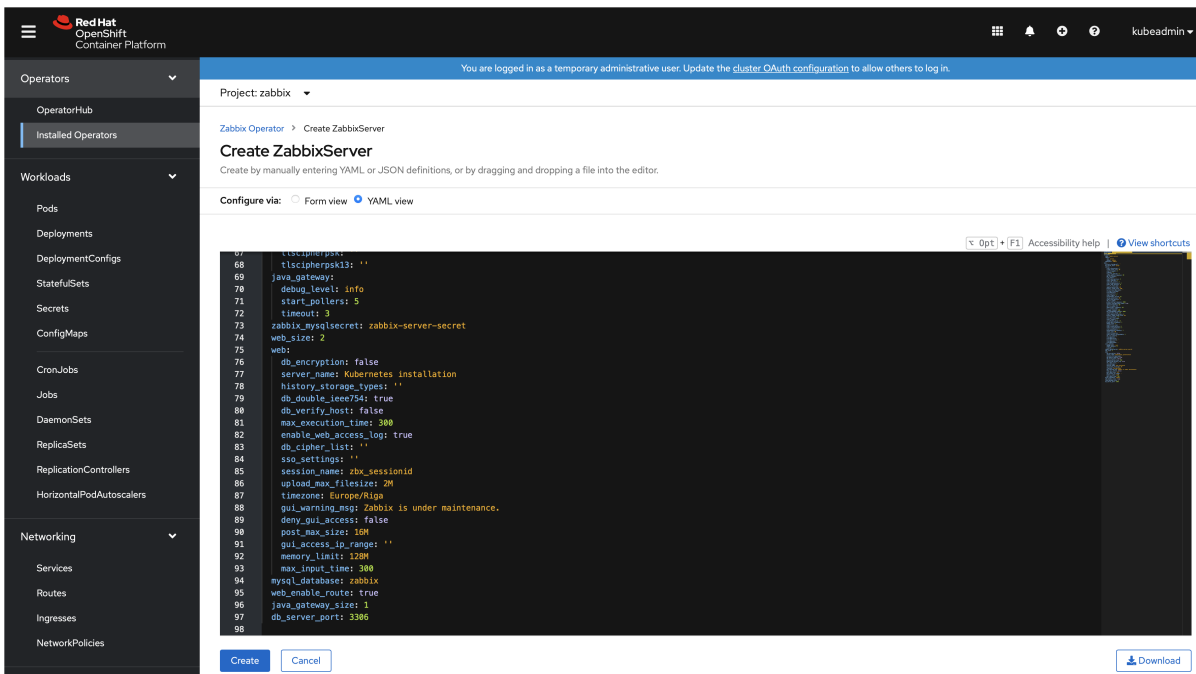 Red Hat
OpenShift
Container Platform
kubeadmin
You are logged in as a temporary administrative user. Update the cluster OAuth configuration to allow others to log in.
Operators
OperatorHub
Installed Operators
Workloads
Pods
Deployments
DeploymentConfigs
StatefulSets
Secrets
ConfigMaps
CronJobs
Jobs
DaemonSets
ReplicaSets
ReplicationControllers
HorizontalPodAutoscalers
Networking
Services
Routes
Ingresses
NetworkPolicies
Project: zabbix
Zabbix Operator > Create ZabbixServer
Create ZabbixServer
Create by manually entering YAML or JSON definitions, or by dragging and dropping a file into the editor.
Configure via: Form view YAML view
⌥ Opt + F1 Accessibility help | View shortcuts
67 tlscipherpsk:
68 tlscipherpsk13: ''
69 java_gateway:
70 debug_level: info
71 start_pollers: 5
72 timeout: 3
73 zabbix_mysqlsecret: zabbix-server-secret
74 web_size: 2
75 web:
76 db_encryption: false
77 server_name: Kubernetes installation
78 history_storage_types: ''
79 db_double_ieee754: true
80 db_verify_host: false
81 max_execution_time: 300
82 enable_web_access_log: true
83 db_cipher_list: ''
84 sso_settings: ''
85 session_name: zbx_sessionid
86 upload_max_filesize: 2M
87 timezone: Europe/Riga
88 gui_warning_msg: Zabbix is under maintenance.
89 deny_gui_access: false
90 post_max_size: 16M
91 gui_access_ip_range: ''
92 memory_limit: 128M
93 max_input_time: 300
94 mysql_database: zabbix
95 web_enable_route: true
96 java_gateway_size: 1
97 db_server_port: 3306
98
Create
Cancel
Download